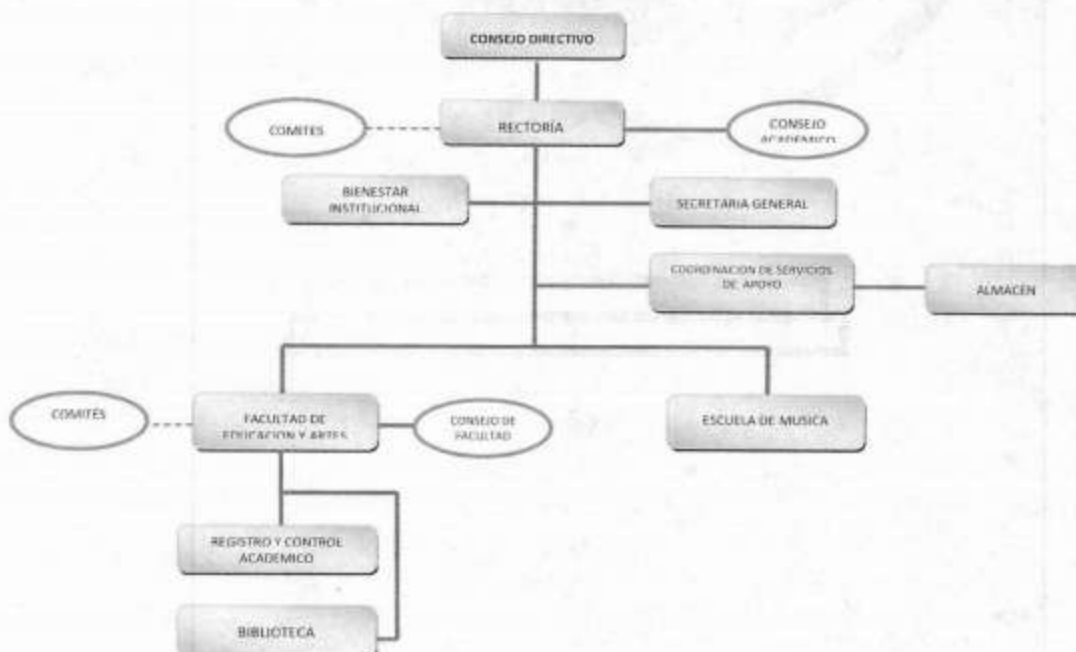 CONSEJO DIRECTIVO
COMITES
RECTORÍA
CONSEJO
ACADEMICO
BIENESTAR
INSTITUCIONAL
SECRETARIA GENERAL
COORDINACION DE SERVICIOS
DE APOYO
ALMACEN
COMITÉS
FACULTAD DE
EDUCACION Y ARTES
CONSEJO DE
FACULTAD
ESCUELA DE MUSICA
REGISTRO Y CONTROL
ACADEMICO
BIBLIOTECA